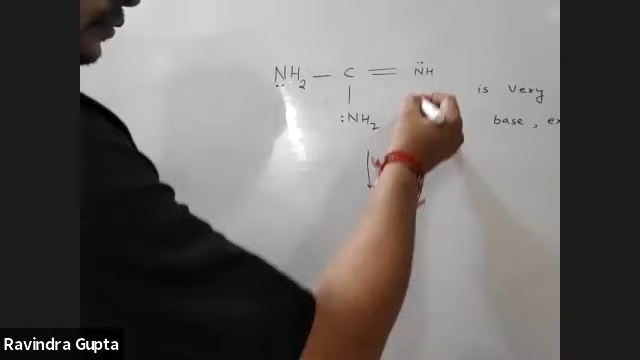 NH2 — C = NH
is very
:NH2
base, ex
Ravindra Gupta